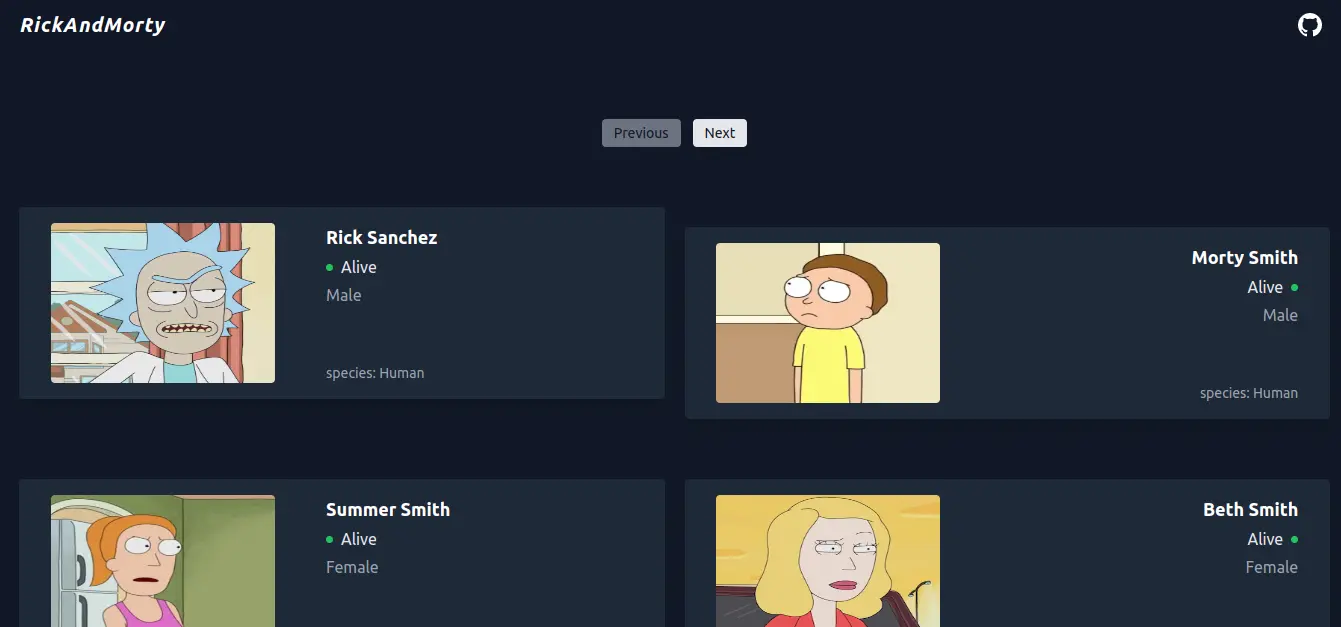 RickAndMorty
Previous
Next
Rick Sanchez
Alive
Male
species: Human
Morty Smith
Alive
Male
species: Human
Summer Smith
Alive
Female
Beth Smith
Alive
Female